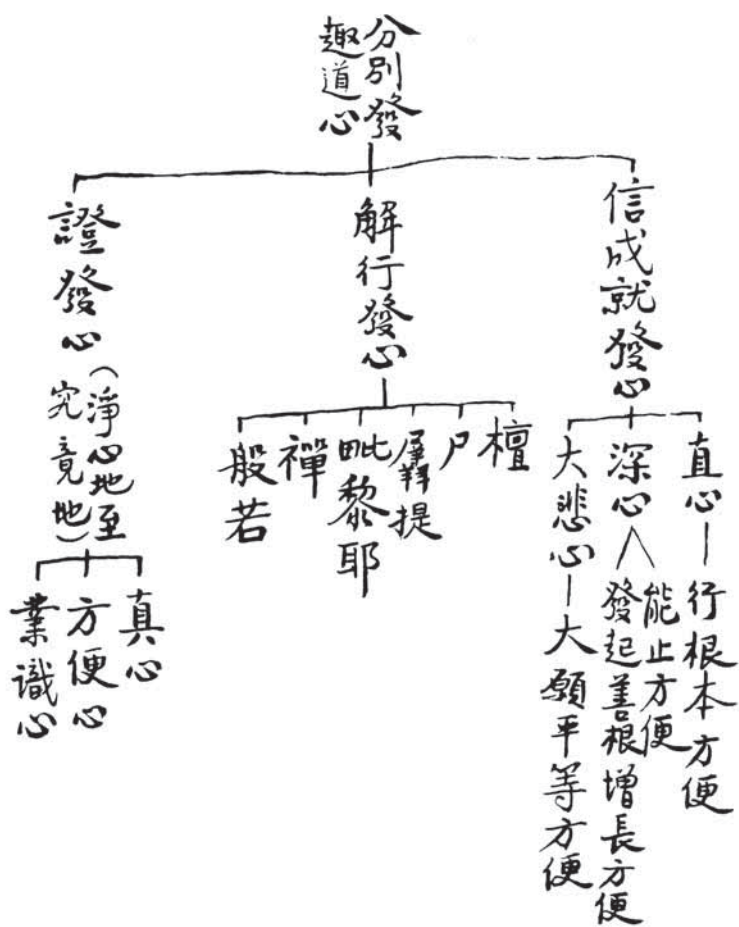 分別發
趣道心
信成就發心
直心—行根本方便
深心
能止方便
發起善根增長方便
大悲心—大願平等方便
解行發心
檀
尸
羼提
毗黎耶
禪
般若
證發心(淨心地至
究竟地)
真心
方便心
業識心